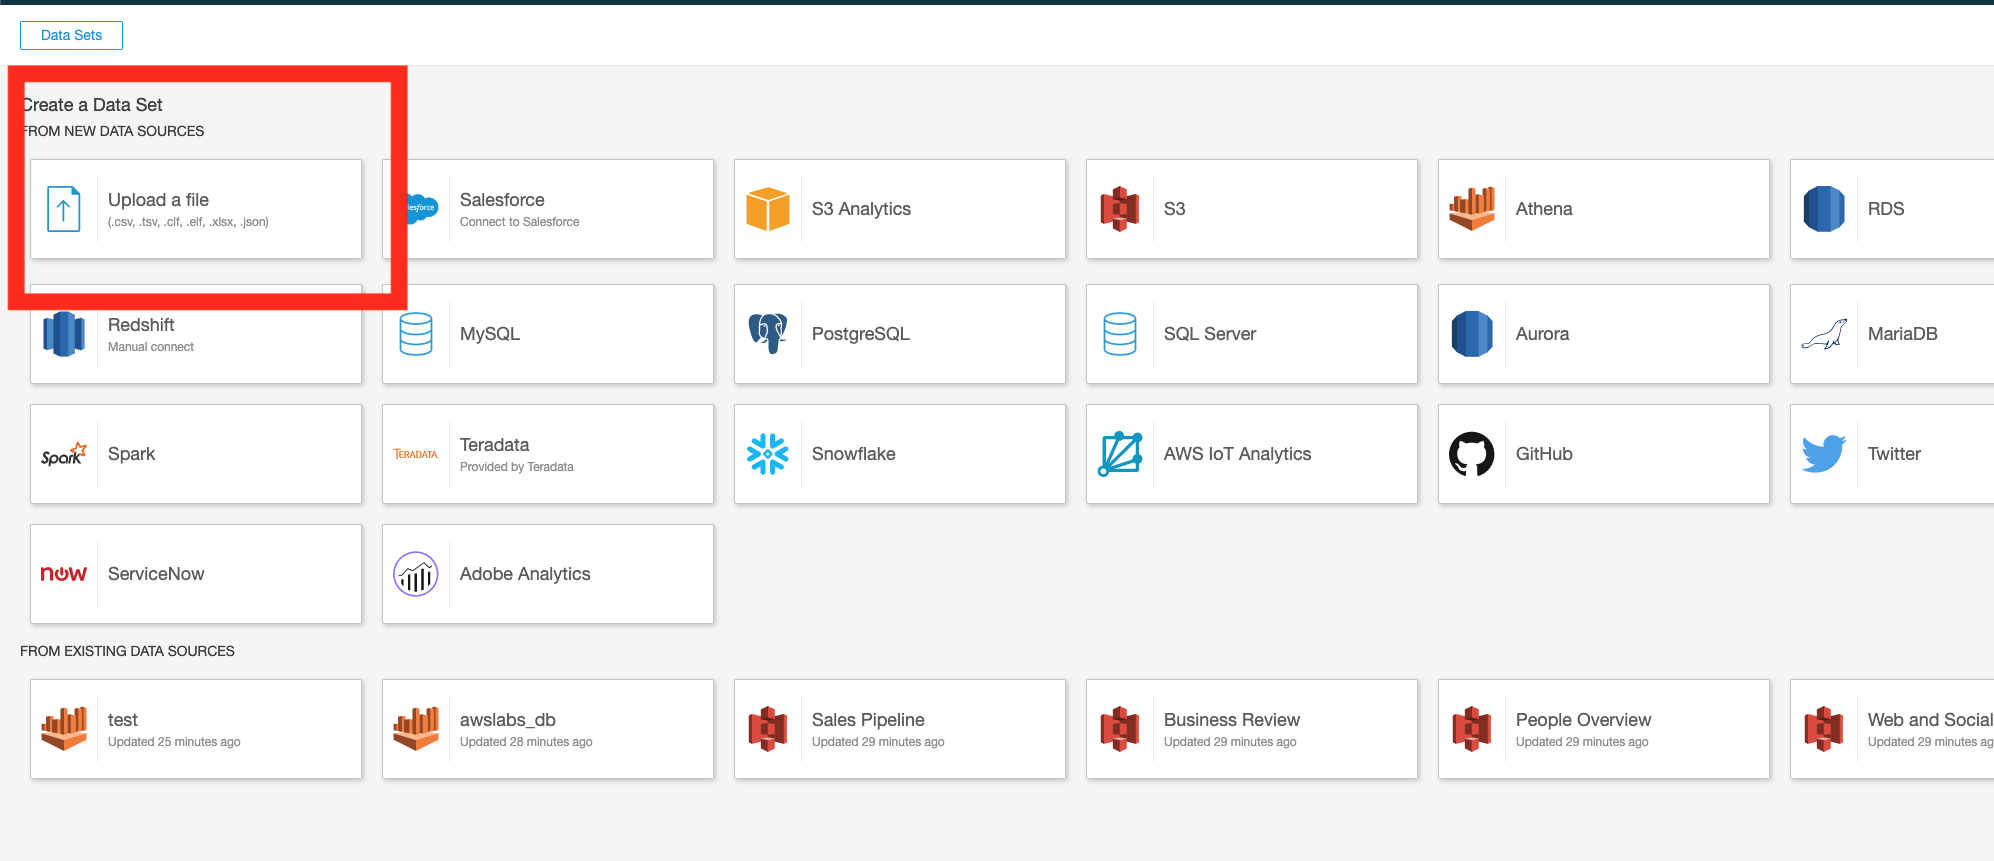 Data Sets
Create a Data Set
FROM NEW DATA SOURCES
Upload a file
(.csv, .tsv, .clf, .elf, .xlsx, .json)
Salesforce
Connect to Salesforce
S3 Analytics
S3
Athena
RDS
Redshift
Manual connect
MySQL
PostgreSQL
SQL Server
Aurora
MariaDB
Spark
Spark
TERADATA
Teradata
Provided by Teradata
Snowflake
AWS IoT Analytics
GitHub
Twitter
now
ServiceNow
Adobe Analytics
FROM EXISTING DATA SOURCES
test
Updated 25 minutes ago
awslabs_db
Updated 28 minutes ago
Sales Pipeline
Updated 29 minutes ago
Business Review
Updated 29 minutes ago
People Overview
Updated 29 minutes ago
Web and Social
Updated 29 minutes ag